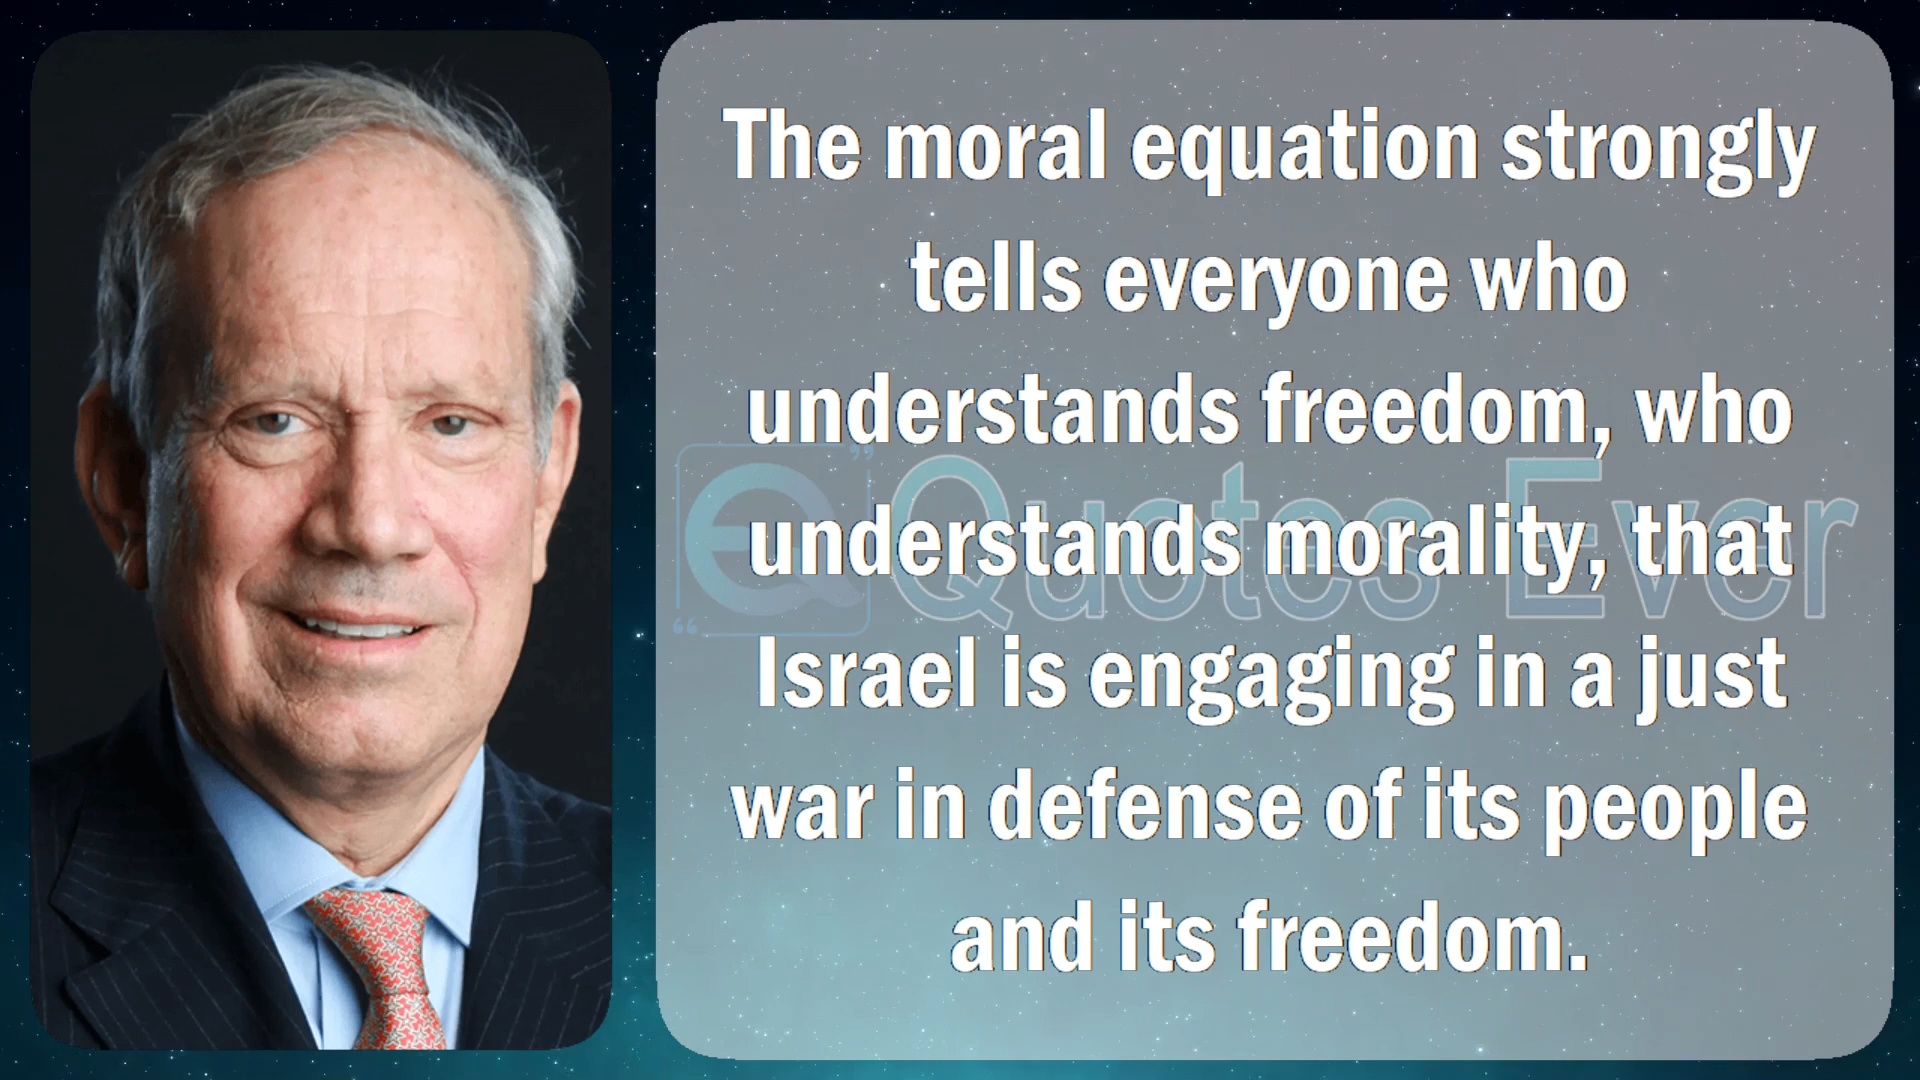 The moral equation strongly
tells everyone who
understands freedom, who
understands morality, that
Israel is engaging in a just
war in defense of its people
and its freedom.
EQ Quotes Ever